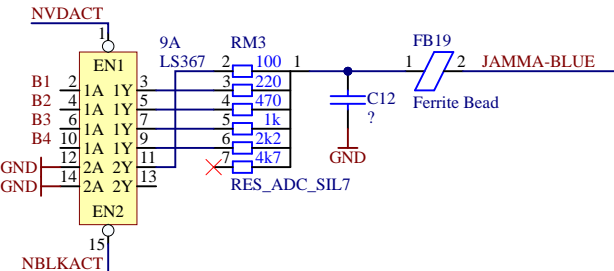 NVDACT
1
9A
LS367
RM3
FB19
EN1
2 100 1
1 2 JAMMA-BLUE
B1 2 1A 1Y 3
3 220
B2 4 1A 1Y 5
4 470
C12
?
Ferrite Bead
B3 6 1A 1Y 7
5 1k
B4 10 1A 1Y 9
6 2k2
GND 12 2A 2Y 11
7 4k7
GND
GND 14 2A 2Y 13
RES_ADC_SIL7
EN2
15
NBLKACT